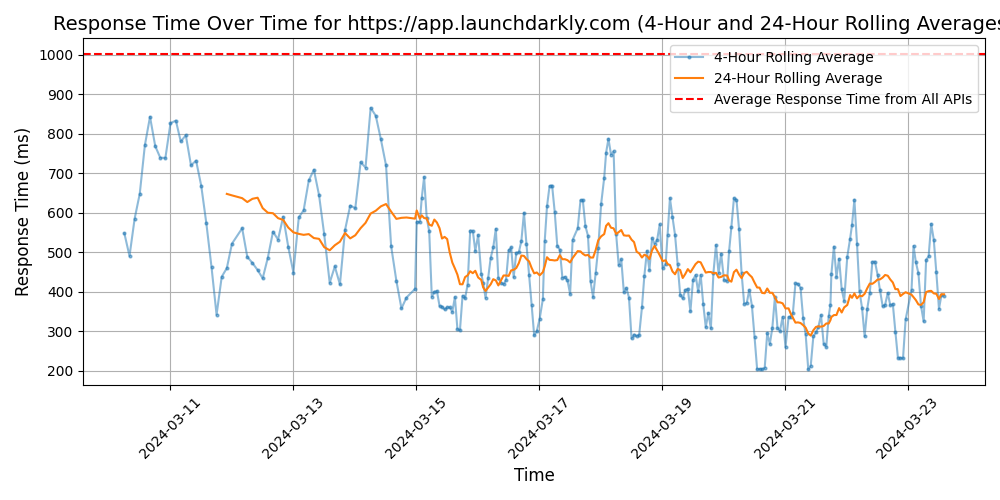 Response Time Over Time for https://app.launchdarkly.com (4-Hour and 24-Hour Rolling Averages
4-Hour Rolling Average
24-Hour Rolling Average
Average Response Time from All APIs
Response Time (ms)
1000
900
800
700
600
500
400
300
200
2024-03-11
2024-03-13
2024-03-15
2024-03-17
2024-03-19
2024-03-21
2024-03-23
Time